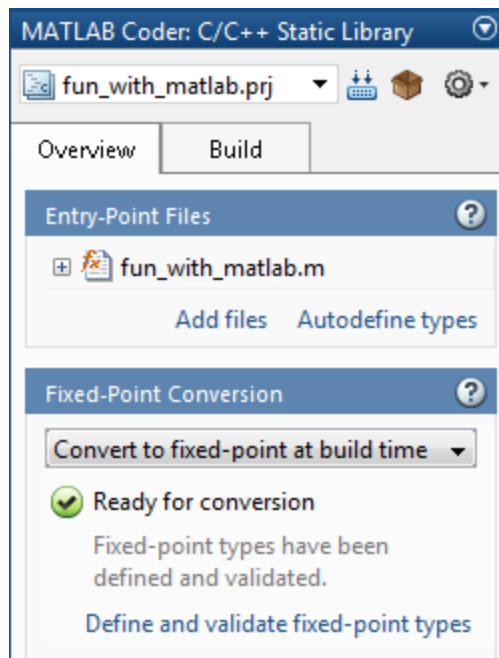 MATLAB Coder: C/C++ Static Library
fun_with_matlab.prj
Overview Build
Entry-Point Files ?
fun_with_matlab.m
Add files Autodefine types
Fixed-Point Conversion ?
Convert to fixed-point at build time
Ready for conversion
Fixed-point types have been
defined and validated.
Define and validate fixed-point types